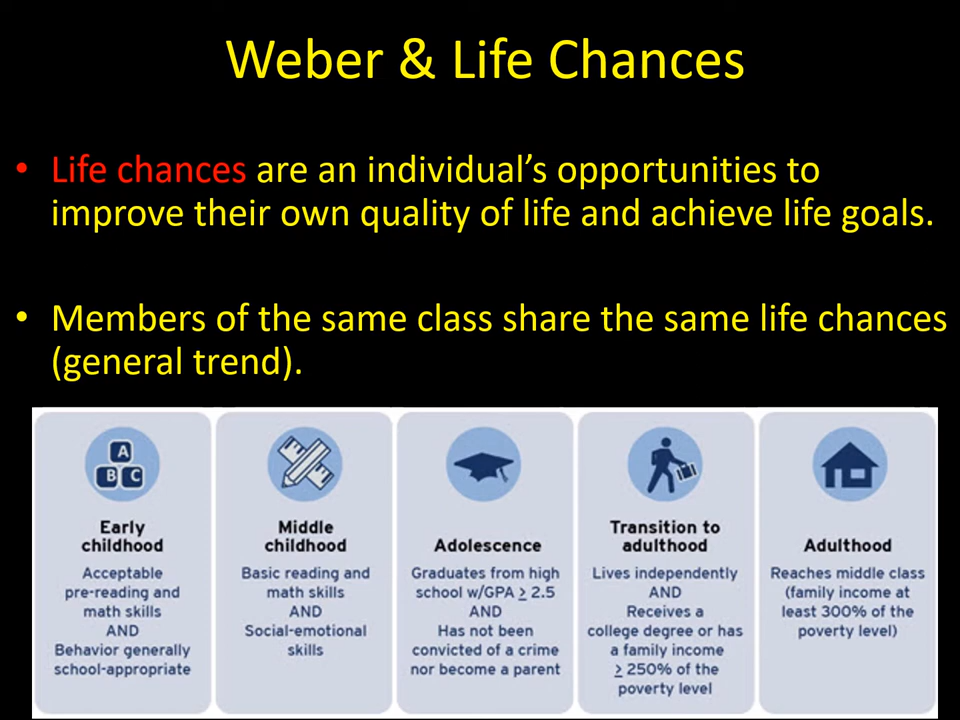 Weber & Life Chances
• Life chances are an individual’s opportunities to
improve their own quality of life and achieve life goals.
• Members of the same class share the same life chances
(general trend).
A
B C
Early
childhood
Acceptable
pre-reading and
math skills
AND
Behavior generally
school-appropriate
Middle
childhood
Basic reading and
math skills
AND
Social-emotional
skills
Adolescence
Graduates from high
school w/GPA ≥ 2.5
AND
Has not been
convicted of a crime
nor become a parent
Transition to
adulthood
Lives independently
AND
Receives a
college degree or has
a family income
≥ 250% of the
poverty level
Adulthood
Reaches middle class
(family income at
least 300% of the
poverty level)